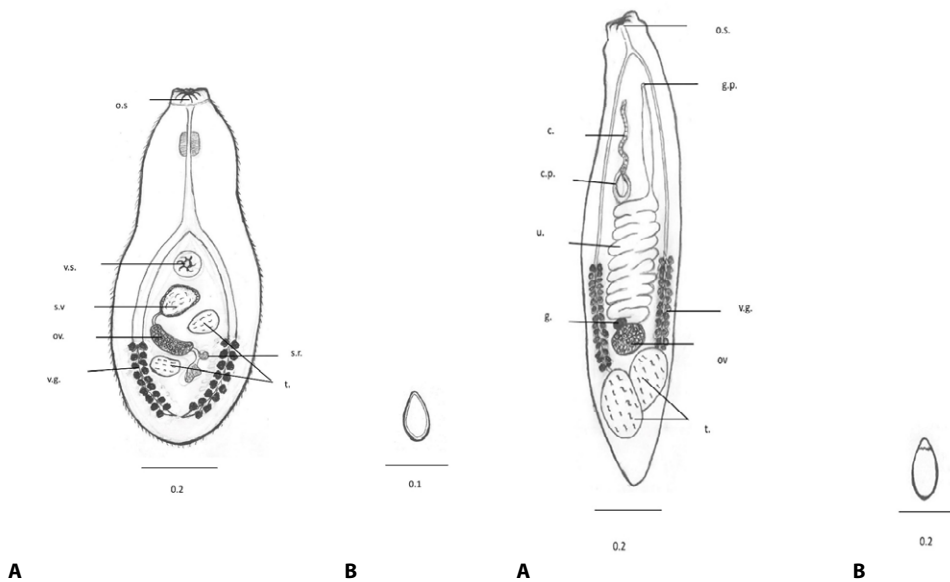 o.s
v.s.
s.v
ov.
v.g.
s.r.
t.
0.2
A
0.1
B
o.s.
g.p.
c.
c.p.
u.
g.
v.g.
ov
t.
0.2
A
0.2
B